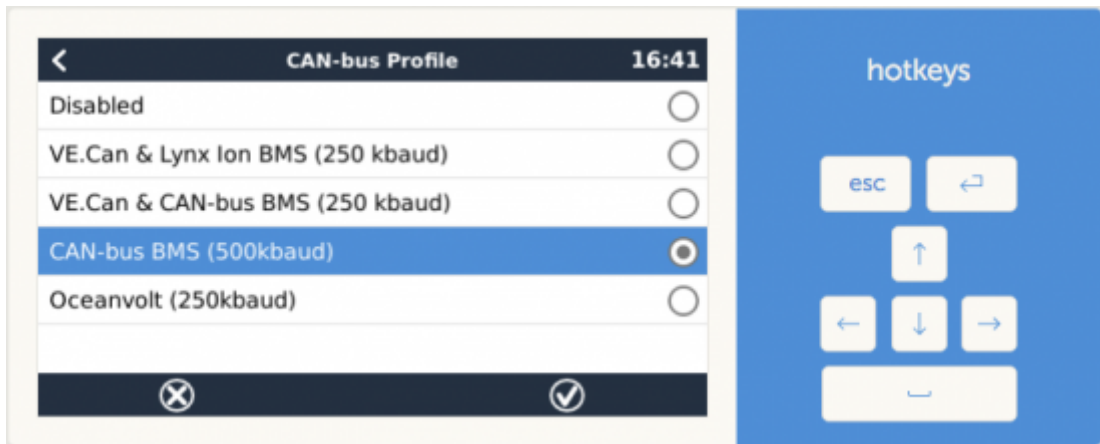 CAN-bus Profile 16:41
Disabled
VE.Can & Lynx Ion BMS (250 kbaud)
VE.Can & CAN-bus BMS (250 kbaud)
CAN-bus BMS (500kbaud)
Oceanvolt (250kbaud)
hotkeys
esc